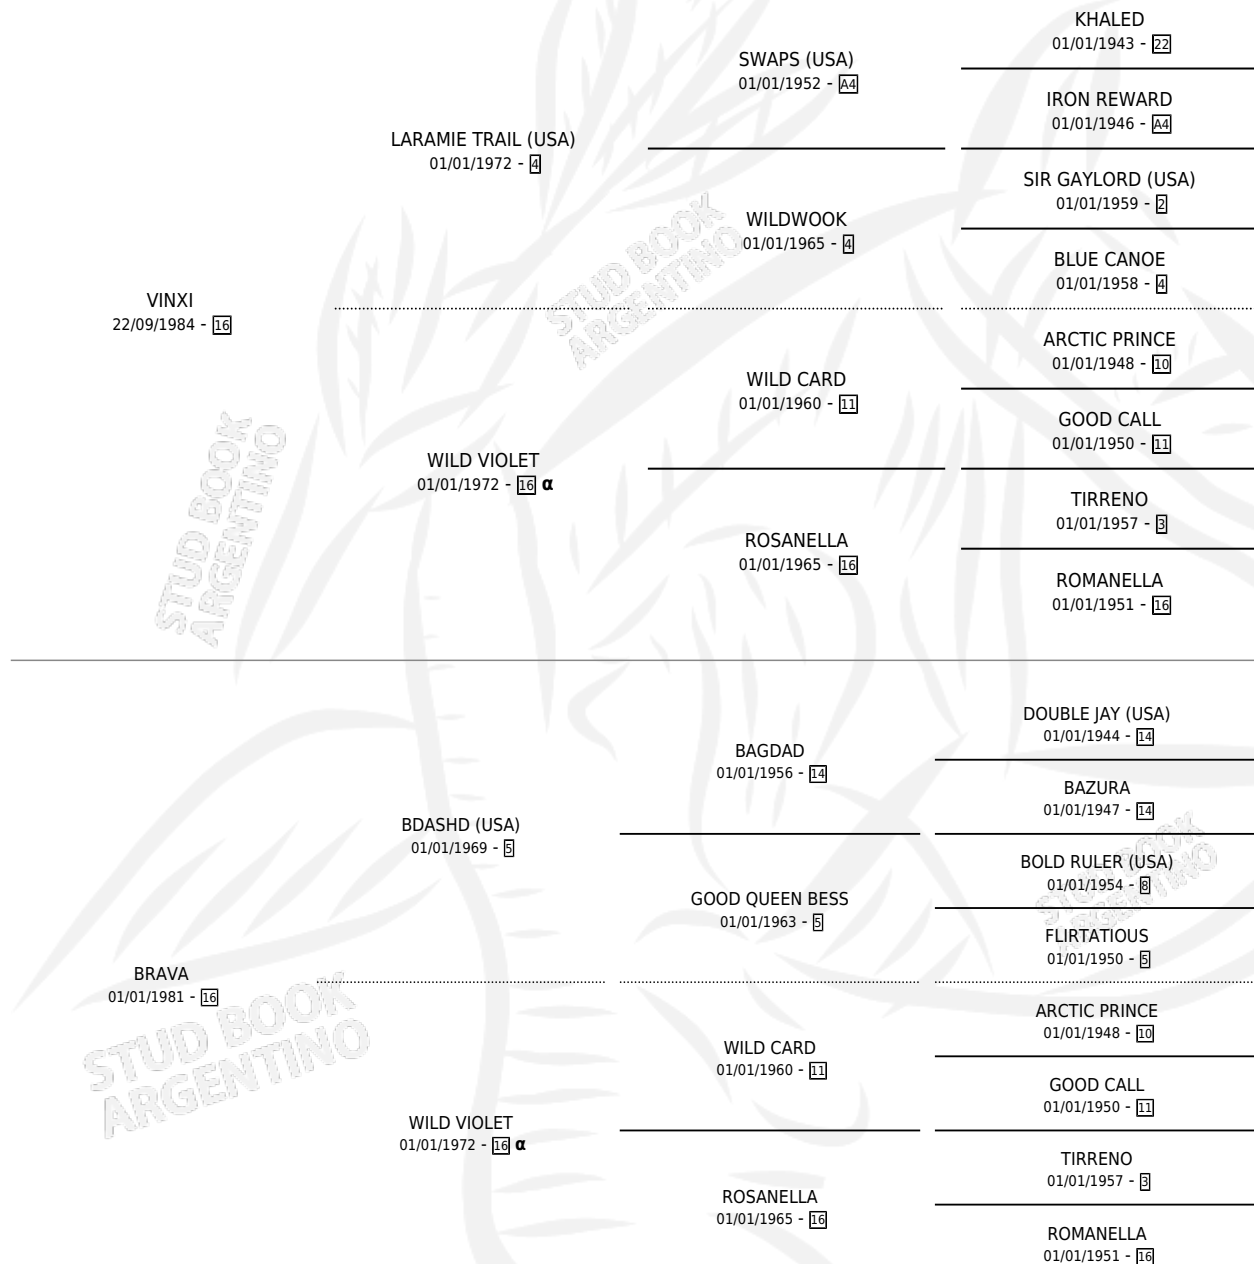 KHALED
01/01/1943 - 22
SWAPS (USA)
01/01/1952 - A4
IRON REWARD
01/01/1946 - A4
LARAMIE TRAIL (USA)
01/01/1972 - 4
SIR GAYLORD (USA)
01/01/1959 - 2
WILDWOOK
01/01/1965 - 4
BLUE CANOE
01/01/1958 - 4
VINXI
22/09/1984 - 16
ARCTIC PRINCE
01/01/1948 - 10
WILD CARD
01/01/1960 - 11
GOOD CALL
01/01/1950 - 11
WILD VIOLET
01/01/1972 - 16 α
TIRRENO
01/01/1957 - 3
ROSANELLA
01/01/1965 - 16
ROMANELLA
01/01/1951 - 16
STUD BOOK
ARGENTINO
STUD BOOK
ARGENTINO
DOUBLE JAY (USA)
01/01/1944 - 14
BAGDAD
01/01/1956 - 14
BAZURA
01/01/1947 - 14
BDASHD (USA)
01/01/1969 - 5
BOLD RULER (USA)
01/01/1954 - 8
GOOD QUEEN BESS
01/01/1963 - 5
FLIRTATIOUS
01/01/1950 - 5
BRAVA
01/01/1981 - 16
ARCTIC PRINCE
01/01/1948 - 10
WILD CARD
01/01/1960 - 11
GOOD CALL
01/01/1950 - 11
WILD VIOLET
01/01/1972 - 16 α
TIRRENO
01/01/1957 - 3
ROSANELLA
01/01/1965 - 16
ROMANELLA
01/01/1951 - 16
STUD BOOK
ARGENTINO
STUD BOOK
ARGENTINO